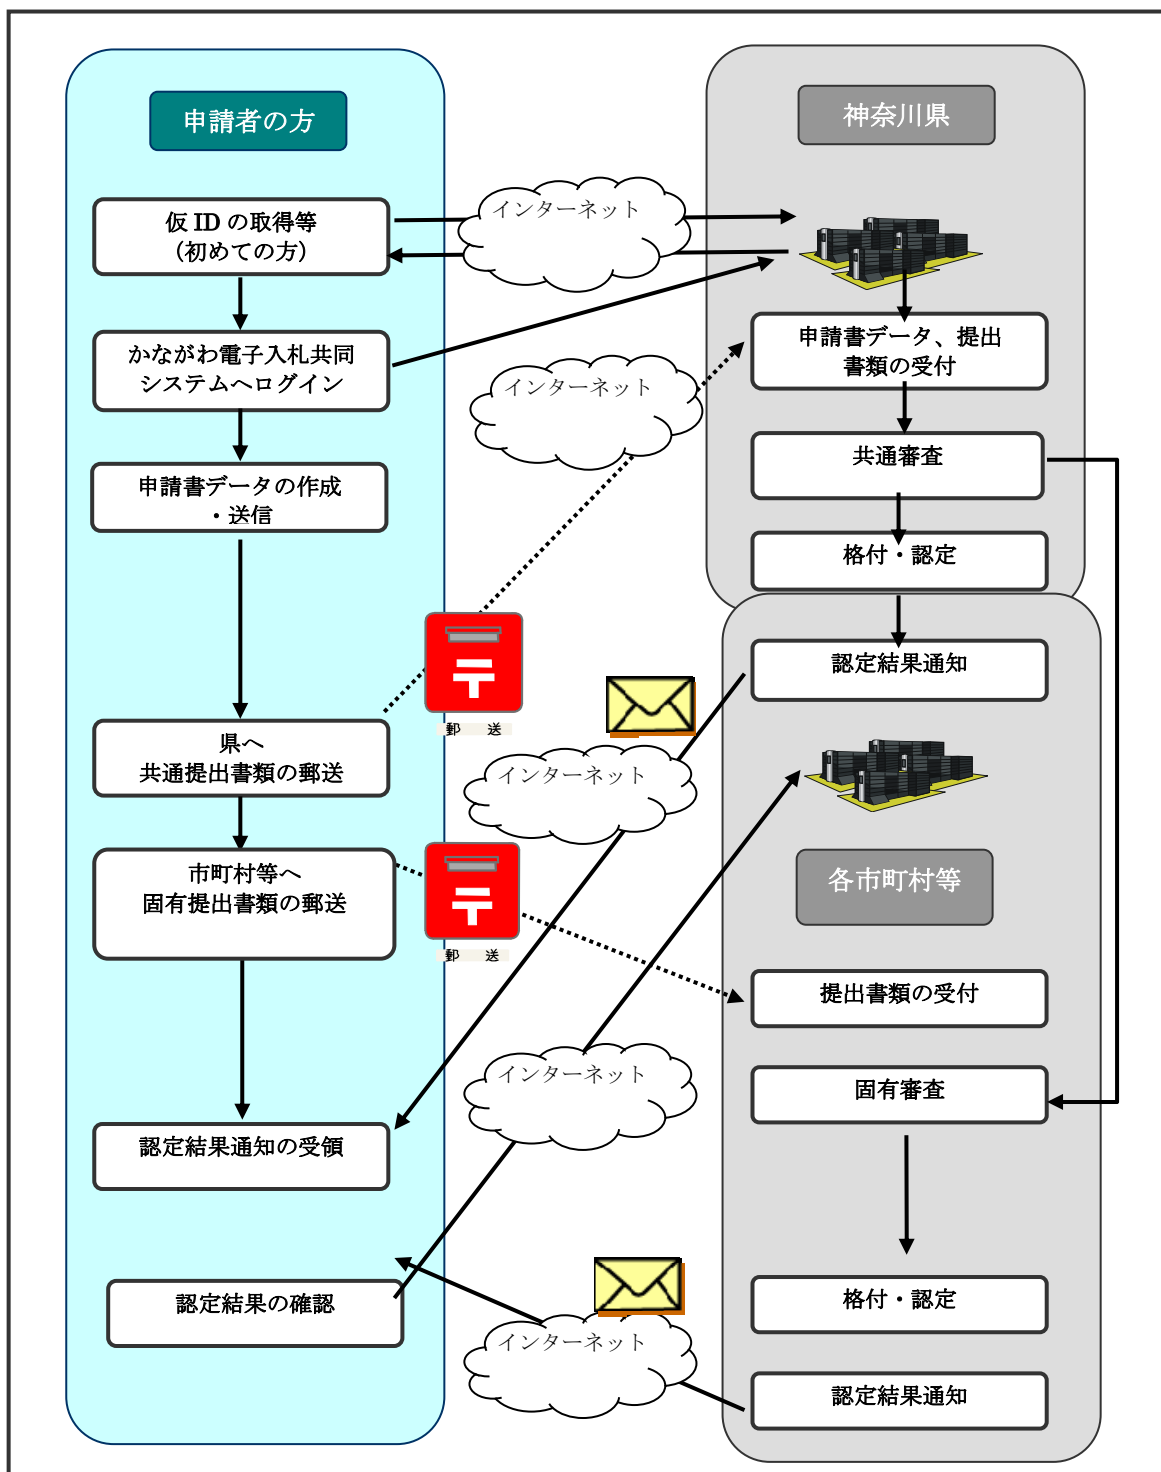 申請者の方
仮 ID の取得等
(初めての方)
かながわ電子入札共同
システムへログイン
申請書データの作成
・送信
県へ
共通提出書類の郵送
市町村等へ
固有提出書類の郵送
認定結果通知の受領
認定結果の確認
インターネット
インターネット
郵 送
インターネット
郵 送
インターネット
インターネット
神奈川県
申請書データ、提出
書類の受付
共通審査
格付・認定
認定結果通知
各市町村等
提出書類の受付
固有審査
格付・認定
認定結果通知